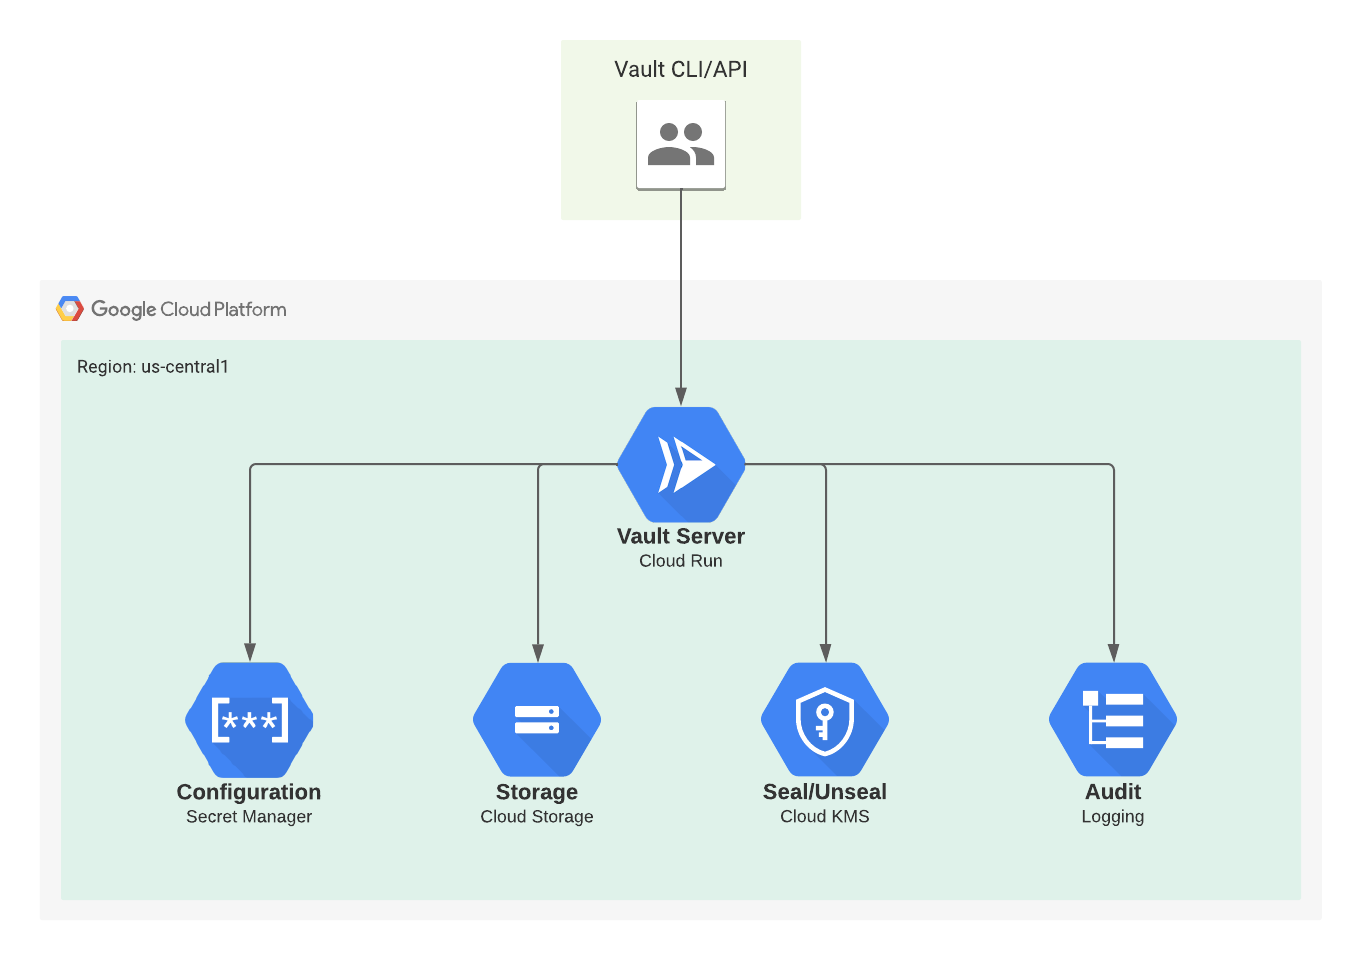 Vault CLI/API
Google Cloud Platform
Region: us-central1
Vault Server
Cloud Run
[***]
Configuration
Secret Manager
Storage
Cloud Storage
Seal/Unseal
Cloud KMS
Audit
Logging